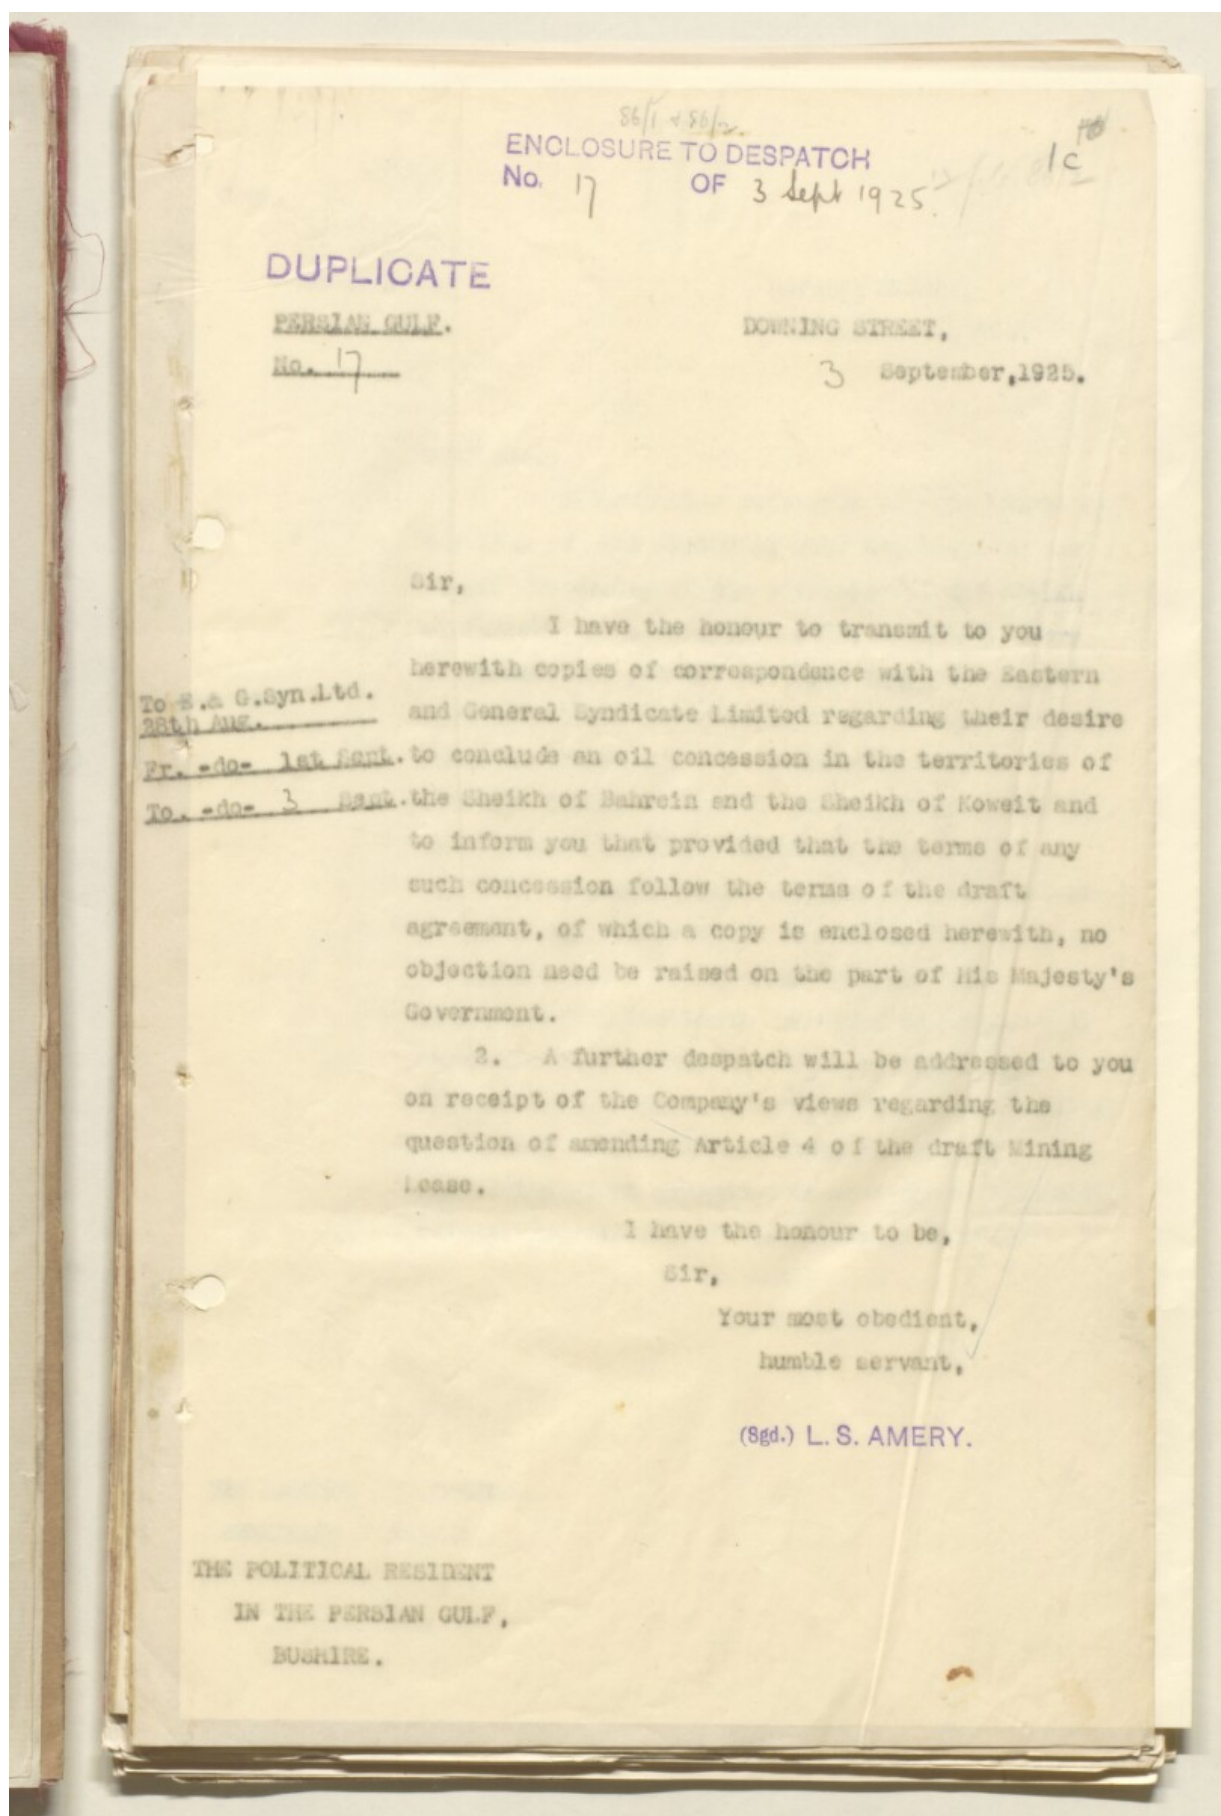 86/1 & 86/2.
ENCLOSURE TO DESPATCH
No. 17 OF 3 Sept 1925.
1c
DUPLICATE
PERSIAN GULF.
No. 17
DOWNING STREET,
3 September,1925.
Sir,
I have the honour to transmit to you
herewith copies of correspondence with the Eastern
and General Syndicate Limited regarding their desire
to conclude an oil concession in the territories of
the Sheikh of Bahrein and the Sheikh of Koweit and
to inform you that provided that the terms of any
such concession follow the terms of the draft
agreement, of which a copy is enclosed herewith, no
objection need be raised on the part of His Majesty's
Government.
To E.& G.Syn.Ltd.
28th Aug.
Fr. -do- 1st Sept.
To. -do- 3 Sept.
2. A further despatch will be addressed to you
on receipt of the Company's views regarding the
question of amending Article 4 of the draft Mining
Lease.
I have the honour to be,
Sir,
Your most obedient,
humble servant,
(Sgd.) L. S. AMERY.
THE POLITICAL RESIDENT
IN THE PERSIAN GULF,
BUSHIRE.